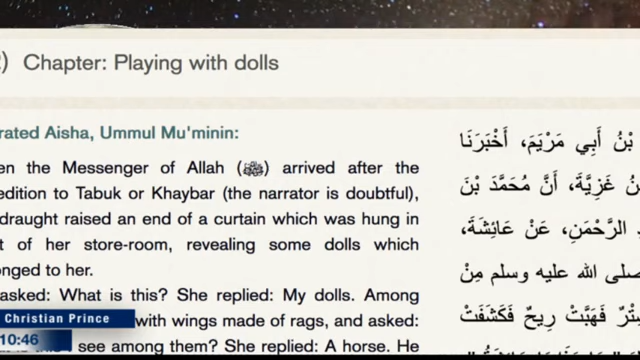 ) Chapter: Playing with dolls
rated Aisha, Ummul Mu'minin:
en the Messenger of Allah (ﷺ) arrived after the
edition to Tabuk or Khaybar (the narrator is doubtful),
draught raised an end of a curtain which was hung in
t of her store-room, revealing some dolls which
onged to her.
asked: What is this? She replied: My dolls. Among
with wings made of rags, and asked:
see among them? She replied: A horse. He
بْنُ أَبِي مَرْيَمَ، أَخْبَرَنَا
نُ غَزِيَّةَ، أَنَّ مُحَمَّدَ بْنَ
الرَّحْمَنِ، عَنْ عَائِشَةَ،
صلى الله عليه وسلم مِنْ
سِتْرٌ فَهَبَّتْ رِيحٌ فَكَشَفَتْ
Christian Prince
10:46